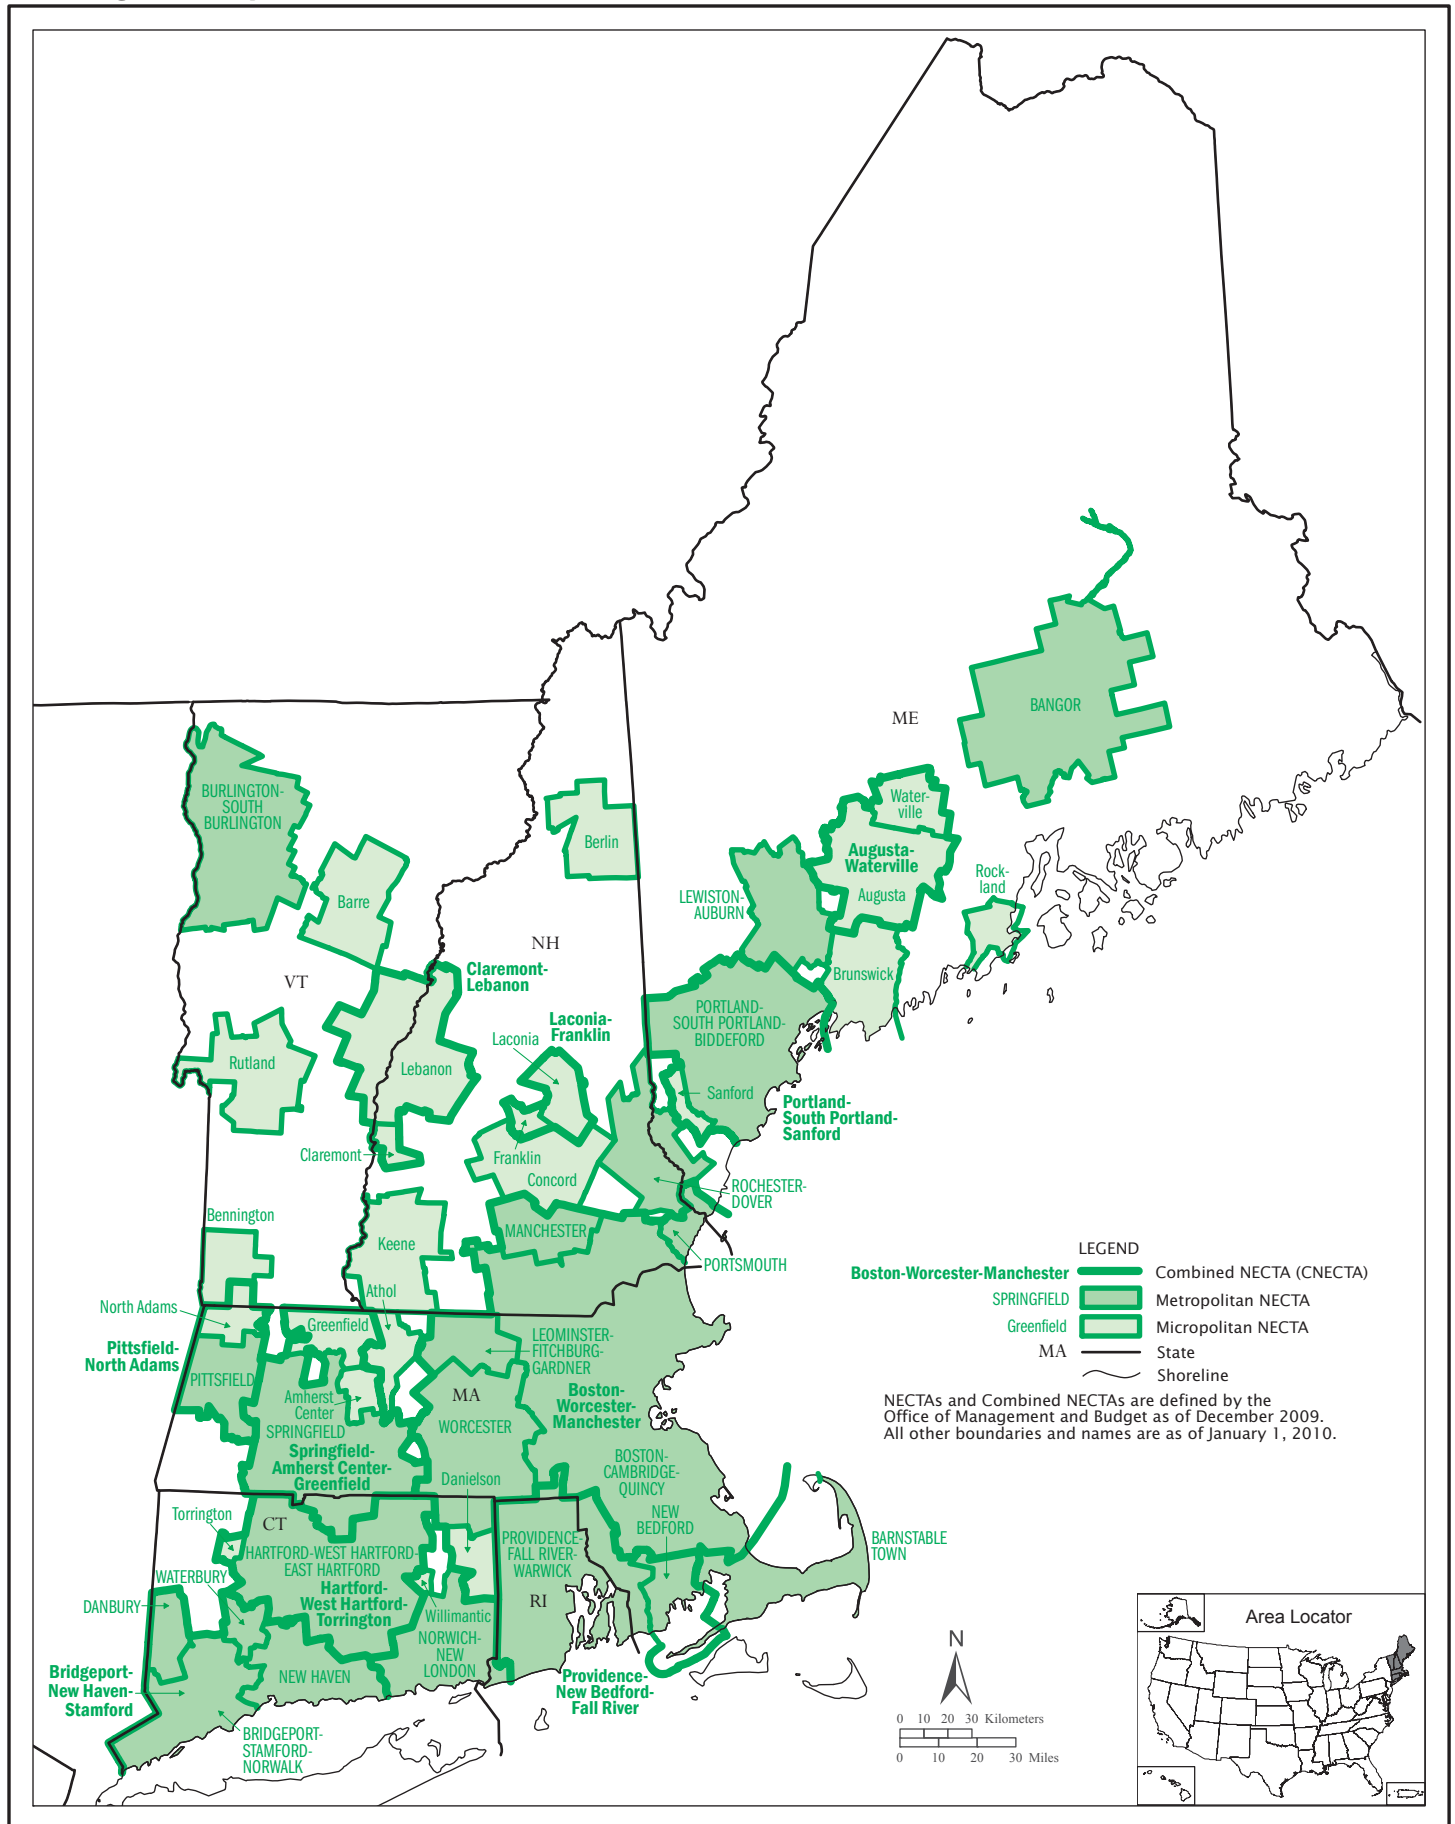 ME
BANGOR
BURLINGTON-
SOUTH
BURLINGTON
Water-
ville
Berlin
Augusta-
Waterville
Augusta
LEWISTON-
AUBURN
Rock-
land
Barre
NH
VT
Claremont-
Lebanon
Brunswick
PORTLAND-
SOUTH PORTLAND-
BIDDEFORD
Laconia-
Franklin
Laconia
Rutland
Lebanon
Sanford
Portland-
South Portland-
Sanford
Claremont
Franklin
Concord
ROCHESTER-
DOVER
Bennington
Keene
MANCHESTER
PORTSMOUTH
LEGEND
Boston-Worcester-Manchester
Combined NECTA (CNECTA)
SPRINGFIELD
Metropolitan NECTA
Greenfield
Micropolitan NECTA
MA
State
Shoreline
NECTAs and Combined NECTAs are defined by the
Office of Management and Budget as of December 2009.
All other boundaries and names are as of January 1, 2010.
Athol
North Adams
Greenfield
Pittsfield-
North Adams
LEOMINSTER-
FITCHBURG-
GARDNER
PITTSFIELD
Amherst
Center
MA
Boston-
Worcester-
Manchester
SPRINGFIELD
WORCESTER
Springfield-
Amherst Center-
Greenfield
BOSTON-
CAMBRIDGE-
QUINCY
Danielson
Torrington
CT
NEW
BEDFORD
BARNSTABLE
TOWN
HARTFORD-WEST HARTFORD-
EAST HARTFORD
PROVIDENCE-
FALL RIVER-
WARWICK
WATERBURY
Hartford-
West Hartford-
Torrington
DANBURY
RI
Willimantic
NORWICH-
NEW
LONDON
Bridgeport-
New Haven-
Stamford
NEW HAVEN
Providence-
New Bedford-
Fall River
BRIDGEPORT-
STAMFORD-
NORWALK
N
0 10 20 30 Kilometers
0 10 20 30 Miles
Area Locator